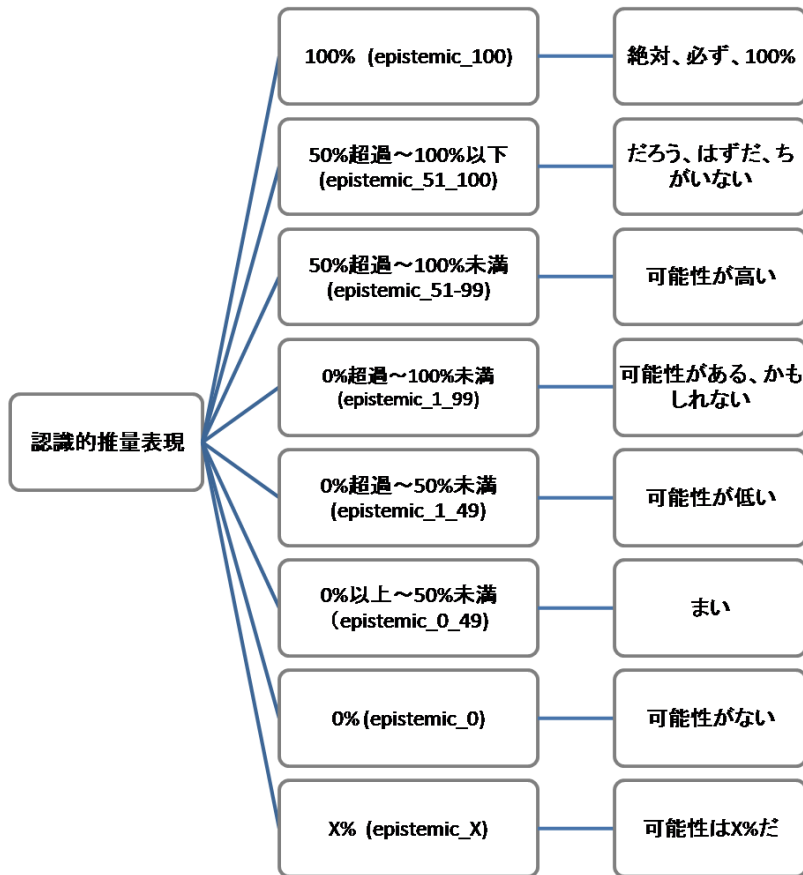 100% (epistemic_100)
絶対、必ず、100%
50%超過～100%以下
(epistemic_51_100)
だろう、はずだ、ち
がいない
50%超過～100%未満
(epistemic_51-99)
可能性が高い
0%超過～100%未満
(epistemic_1_99)
可能性がある、かも
しれない
認識的推量表現
0%超過～50%未満
(epistemic_1_49)
可能性が低い
0%以上～50%未満
（epistemic_0_49)
まい
0% (epistemic_0)
可能性がない
X% (epistemic_X)
可能性はX%だ